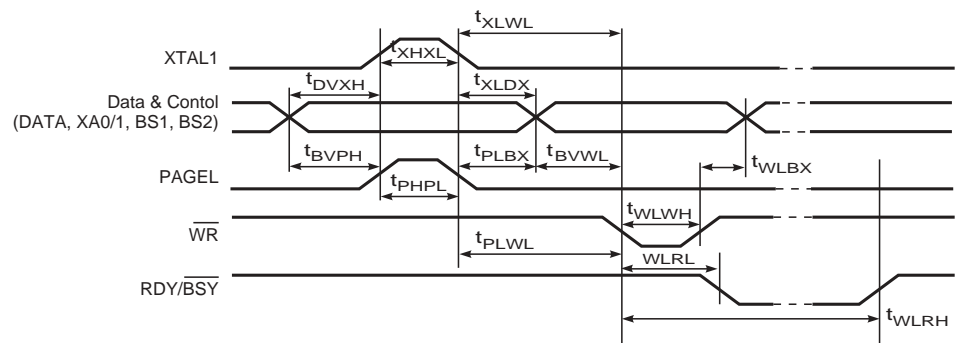 tXLWL
XTAL1
tXHXL
tDVXH
tXLDX
Data & Contol
(DATA, XA0/1, BS1, BS2)
tBVPH
tPLBX
tBVWL
tWLBX
PAGEL
tPHPL
tWLWH
WR
tPLWL
WLRL
RDY/BSY
tWLRH